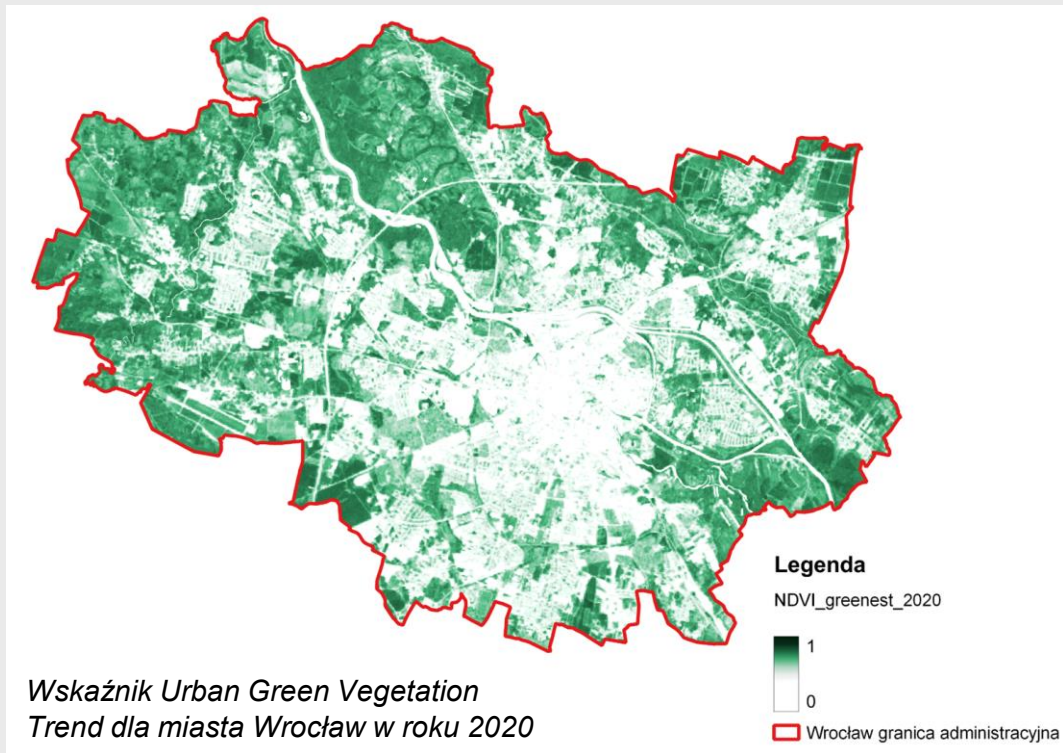 Legenda
NDVI_greenest_2020
1
0
Wrocław granica administracyjna
Wskaźnik Urban Green Vegetation
Trend dla miasta Wrocław w roku 2020